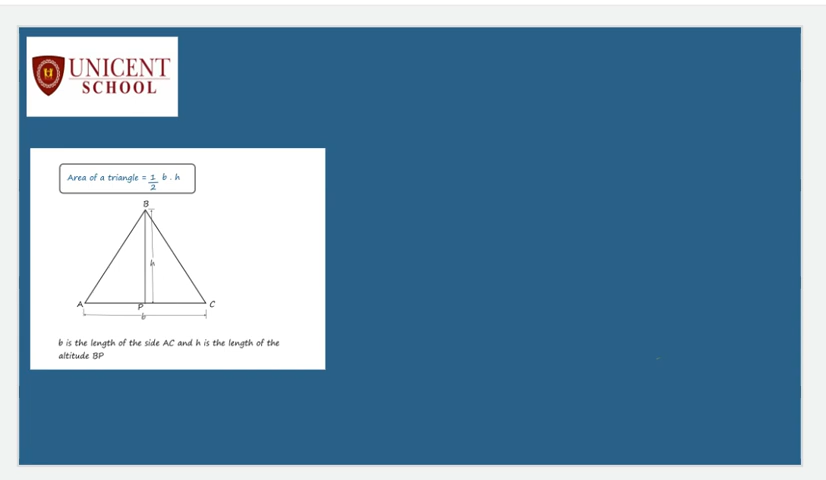 UNICENT
SCHOOL
Area of a triangle = 1/2 b . h
B
h
A
P
C
b
b is the length of the side AC and h is the length of the
altitude BP